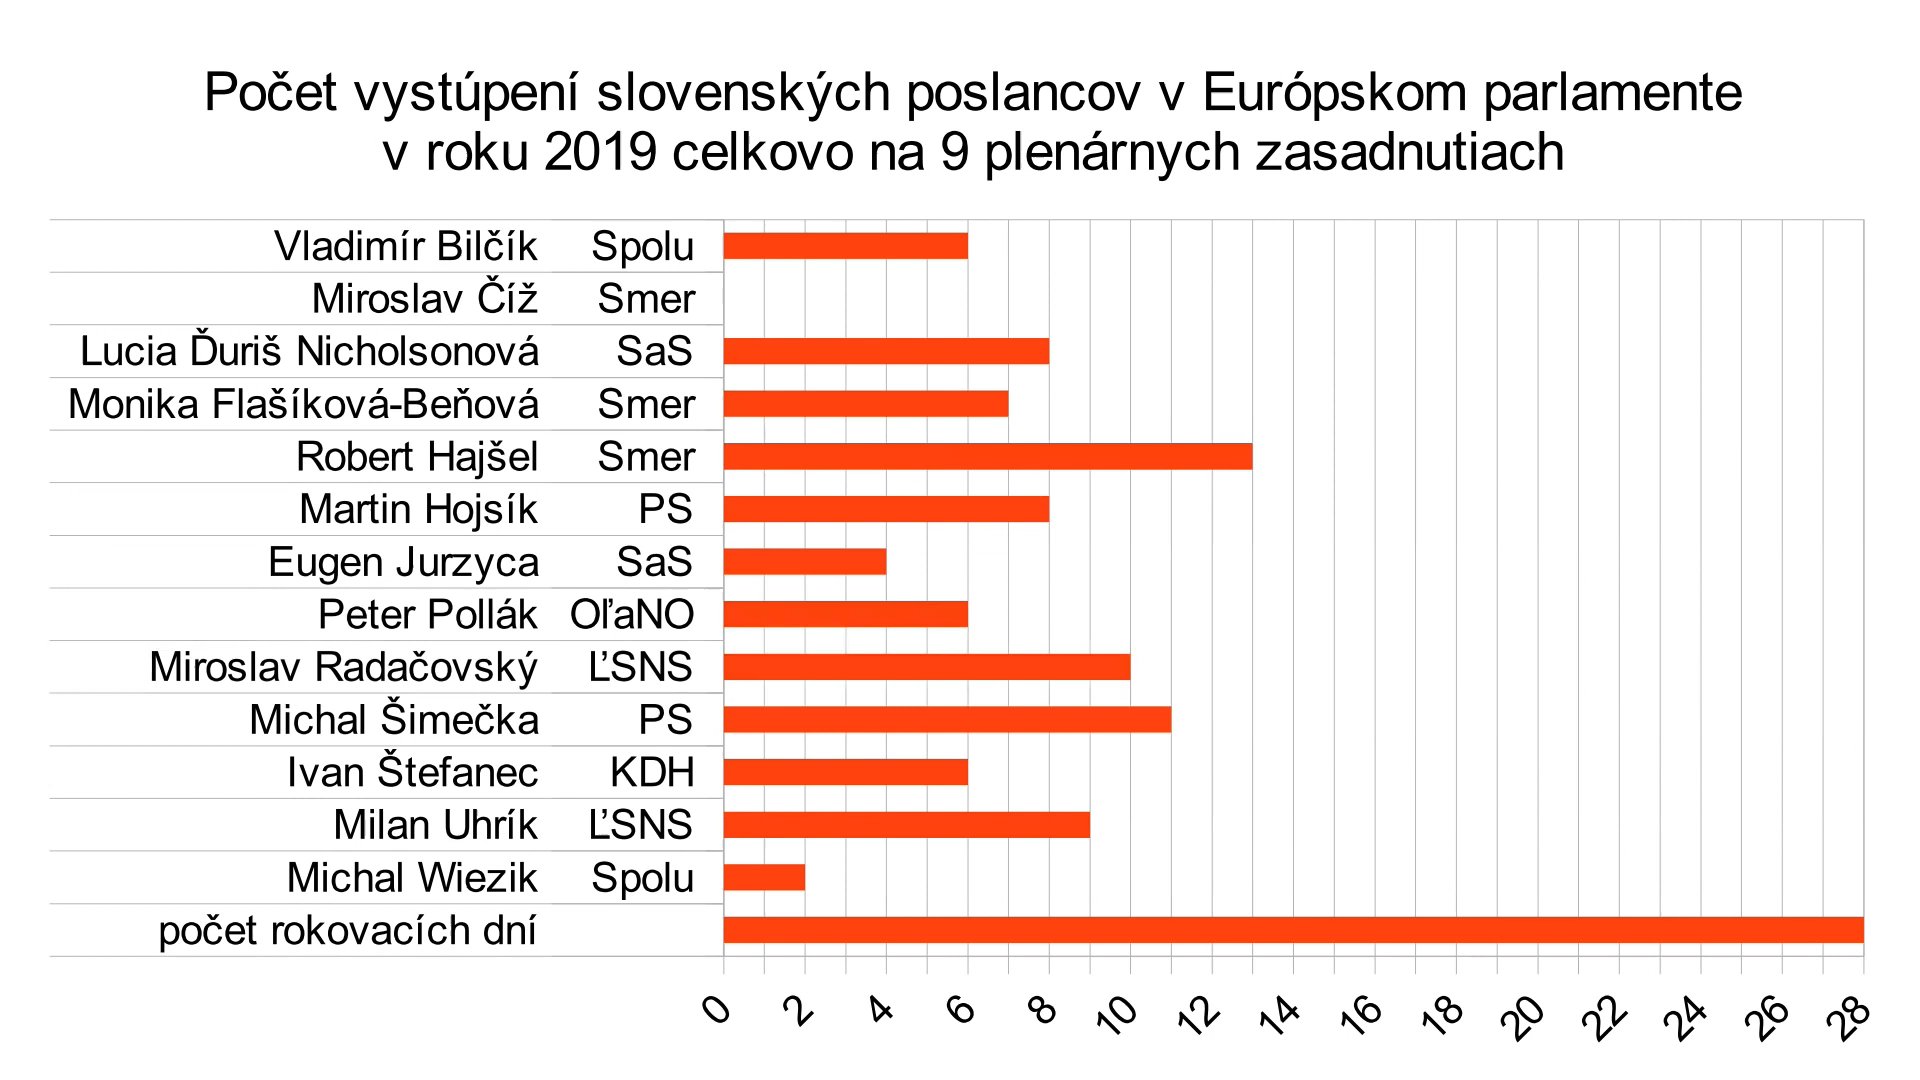 Počet vystúpení slovenských poslancov v Európskom parlamente
v roku 2019 celkovo na 9 plenárnych zasadnutiach
Vladimír Bilčík Spolu
Miroslav Číž Smer
Lucia Ďuriš Nicholsonová SaS
Monika Flašíková-Beňová Smer
Robert Hajšel Smer
Martin Hojsík PS
Eugen Jurzyca SaS
Peter Pollák OľaNO
Miroslav Radačovský ĽSNS
Michal Šimečka PS
Ivan Štefanec KDH
Milan Uhrík ĽSNS
Michal Wiezik Spolu
počet rokovacích dní
0 2 4 6 8 10 12 14 16 18 20 22 24 26 28